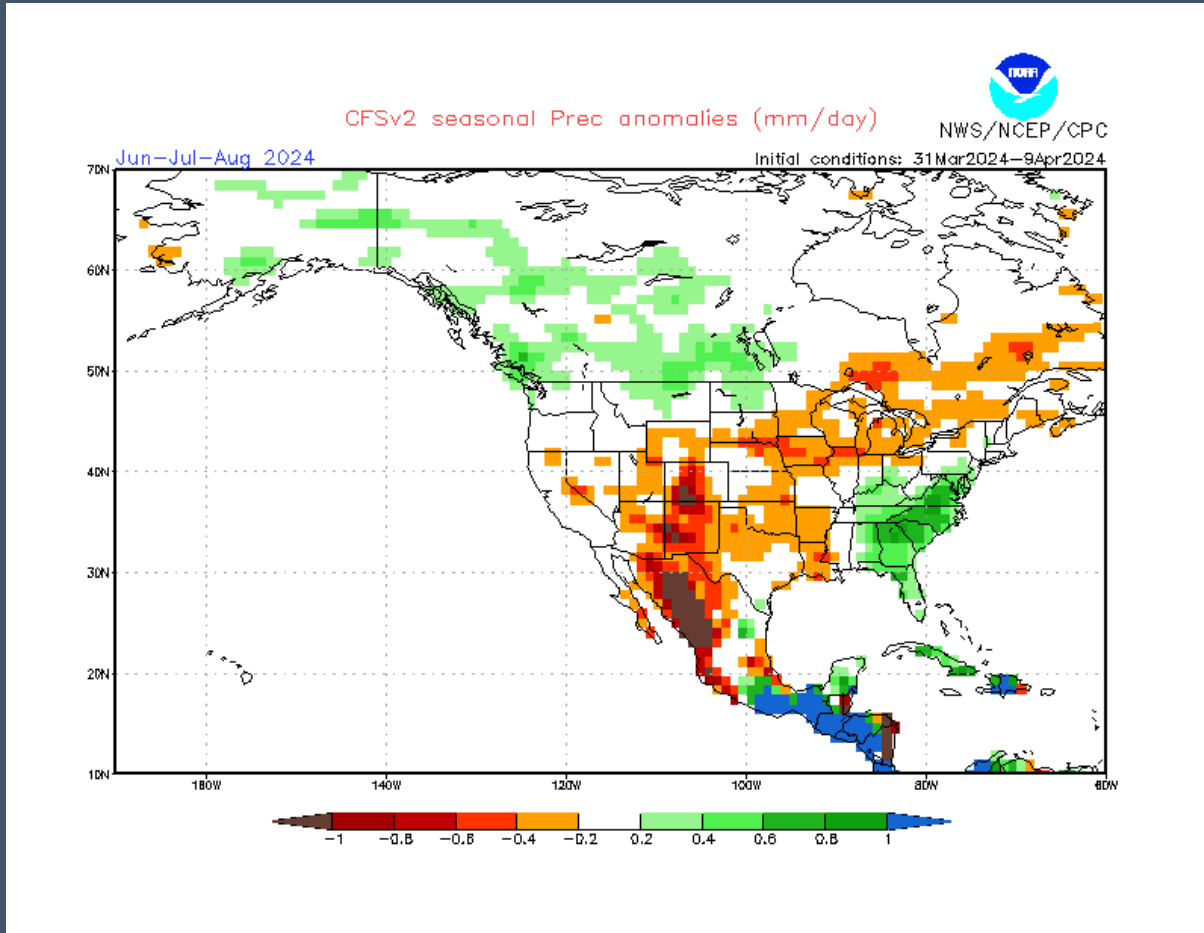 NOAA
CFSv2 seasonal Prec anomalies (mm/day)
NWS/NCEP/CPC
Jun-Jul-Aug 2024
Initial conditions: 31Mar2024-9Apr2024
70N
60N
50N
40N
30N
20N
10N
180W
140W
120W
100W
80W
60W
-1
-0.8
-0.6
-0.4
-0.2
0.2
0.4
0.6
0.8
1